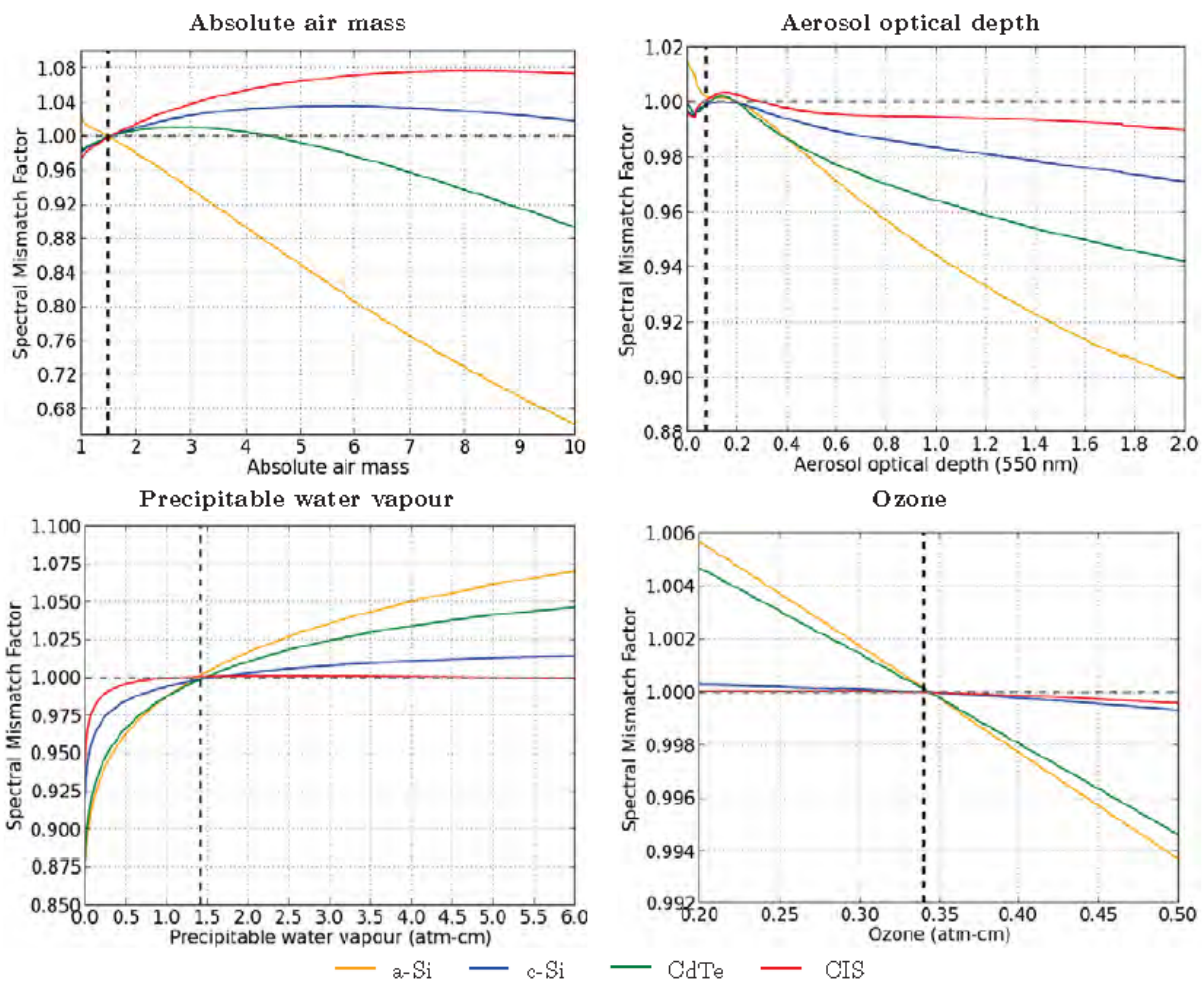 Absolute air mass
1.08
1.04
1.00
0.96
0.92
0.88
0.84
0.80
0.76
0.72
0.68
Spectral Mismatch Factor
1 2 3 4 5 6 7 8 9 10
Absolute air mass
Aerosol optical depth
1.02
1.00
0.98
0.96
0.94
0.92
0.90
0.88
Spectral Mismatch Factor
0.0 0.2 0.4 0.6 0.8 1.0 1.2 1.4 1.6 1.8 2.0
Aerosol optical depth (550 nm)
Precipitable water vapour
1.100
1.075
1.050
1.025
1.000
0.975
0.950
0.925
0.900
0.875
0.850
Spectral Mismatch Factor
0.0 0.5 1.0 1.5 2.0 2.5 3.0 3.5 4.0 4.5 5.0 5.5 6.0
Precipitable water vapour (atm-cm)
Ozone
1.006
1.004
1.002
1.000
0.998
0.996
0.994
0.992
Spectral Mismatch Factor
0.20 0.25 0.30 0.35 0.40 0.45 0.50
Ozone (atm-cm)
a-Si c-Si CdTe CIS